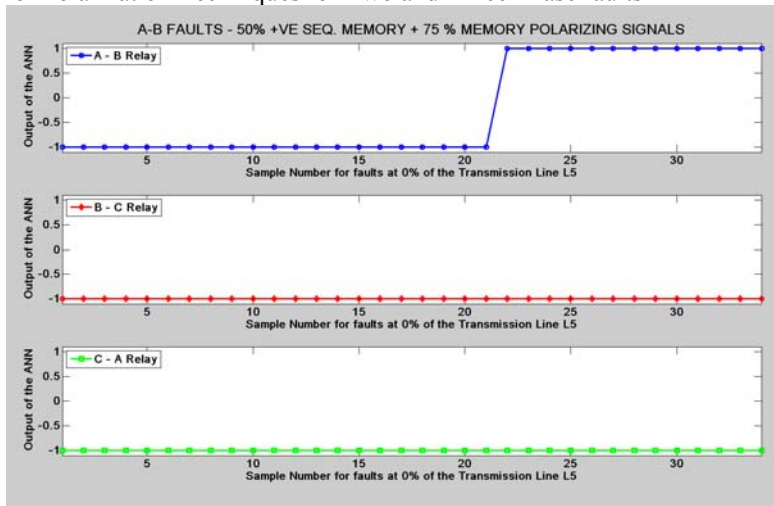 A-B FAULTS - 50% +VE SEQ. MEMORY + 75 % MEMORY POLARIZING SIGNALS
Output of the ANN
1
0.5
0
-0.5
-1
A - B Relay
5 10 15 20 25 30
Sample Number for faults at 0% of the Transmission Line L5
Output of the ANN
1
0.5
0
-0.5
-1
B - C Relay
5 10 15 20 25 30
Sample Number for faults at 0% of the Transmission Line L5
Output of the ANN
1
0.5
0
-0.5
-1
C - A Relay
5 10 15 20 25 30
Sample Number for faults at 0% of the Transmission Line L5